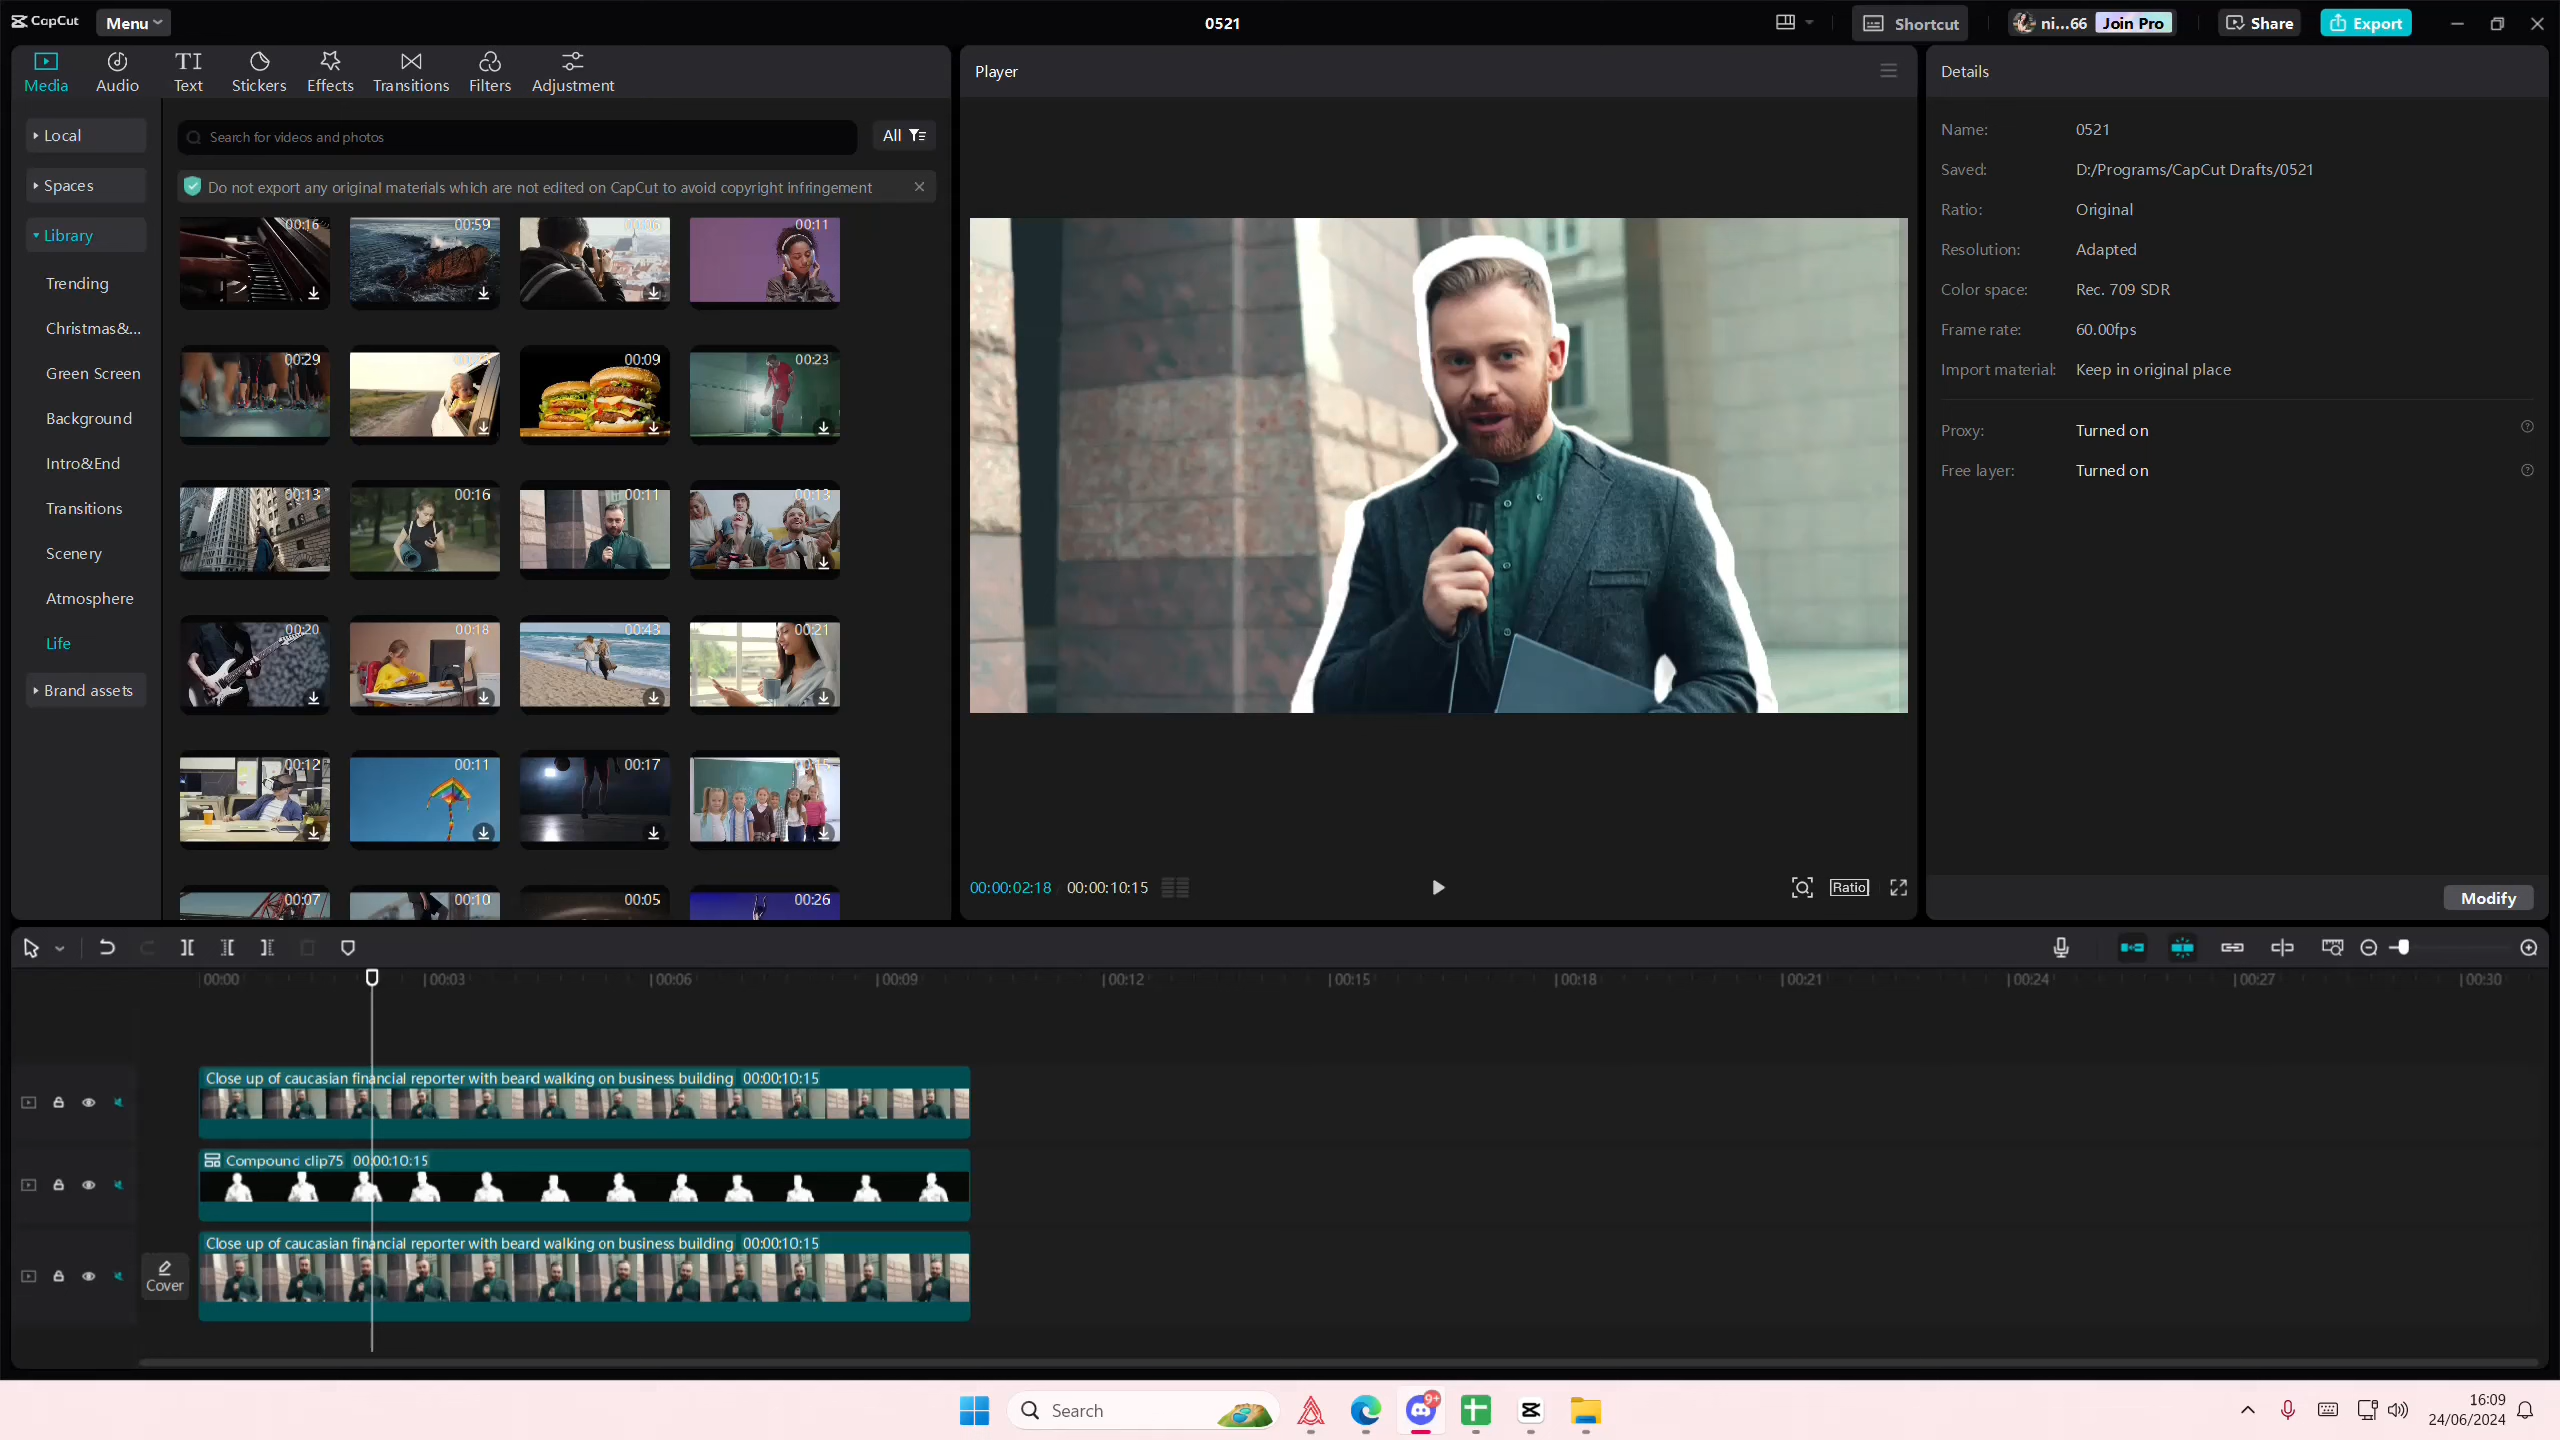 CapCut
Menu
0521
Shortcut
ni...66
Join Pro
Share
Export
Media
Audio
Text
Stickers
Effects
Transitions
Filters
Adjustment
Local
Spaces
Library
Trending
Christmas&...
Green Screen
Background
Intro&End
Transitions
Scenery
Atmosphere
Life
Brand assets
Search for videos and photos
All
Do not export any original materials which are not edited on CapCut to avoid copyright infringement
00:16
00:59
00:11
00:29
00:09
00:23
00:13
00:16
00:11
00:13
00:20
00:18
00:43
00:21
00:12
00:11
00:17
00:07
00:10
00:05
00:26
Player
00:00:02:18
00:00:10:15
Ratio
Details
Name: 0521
Saved: D:/Programs/CapCut Drafts/0521
Ratio: Original
Resolution: Adapted
Color space: Rec. 709 SDR
Frame rate: 60.00fps
Import material: Keep in original place
Proxy: Turned on
Free layer: Turned on
Modify
00:00
00:03
00:06
00:09
00:12
00:15
00:18
00:21
00:24
00:27
00:30
Close up of caucasian financial reporter with beard walking on business building 00:00:10:15
Compound clip75 00:00:10:15
Cover
Close up of caucasian financial reporter with beard walking on business building 00:00:10:15
Search
9+
16:09
24/06/2024